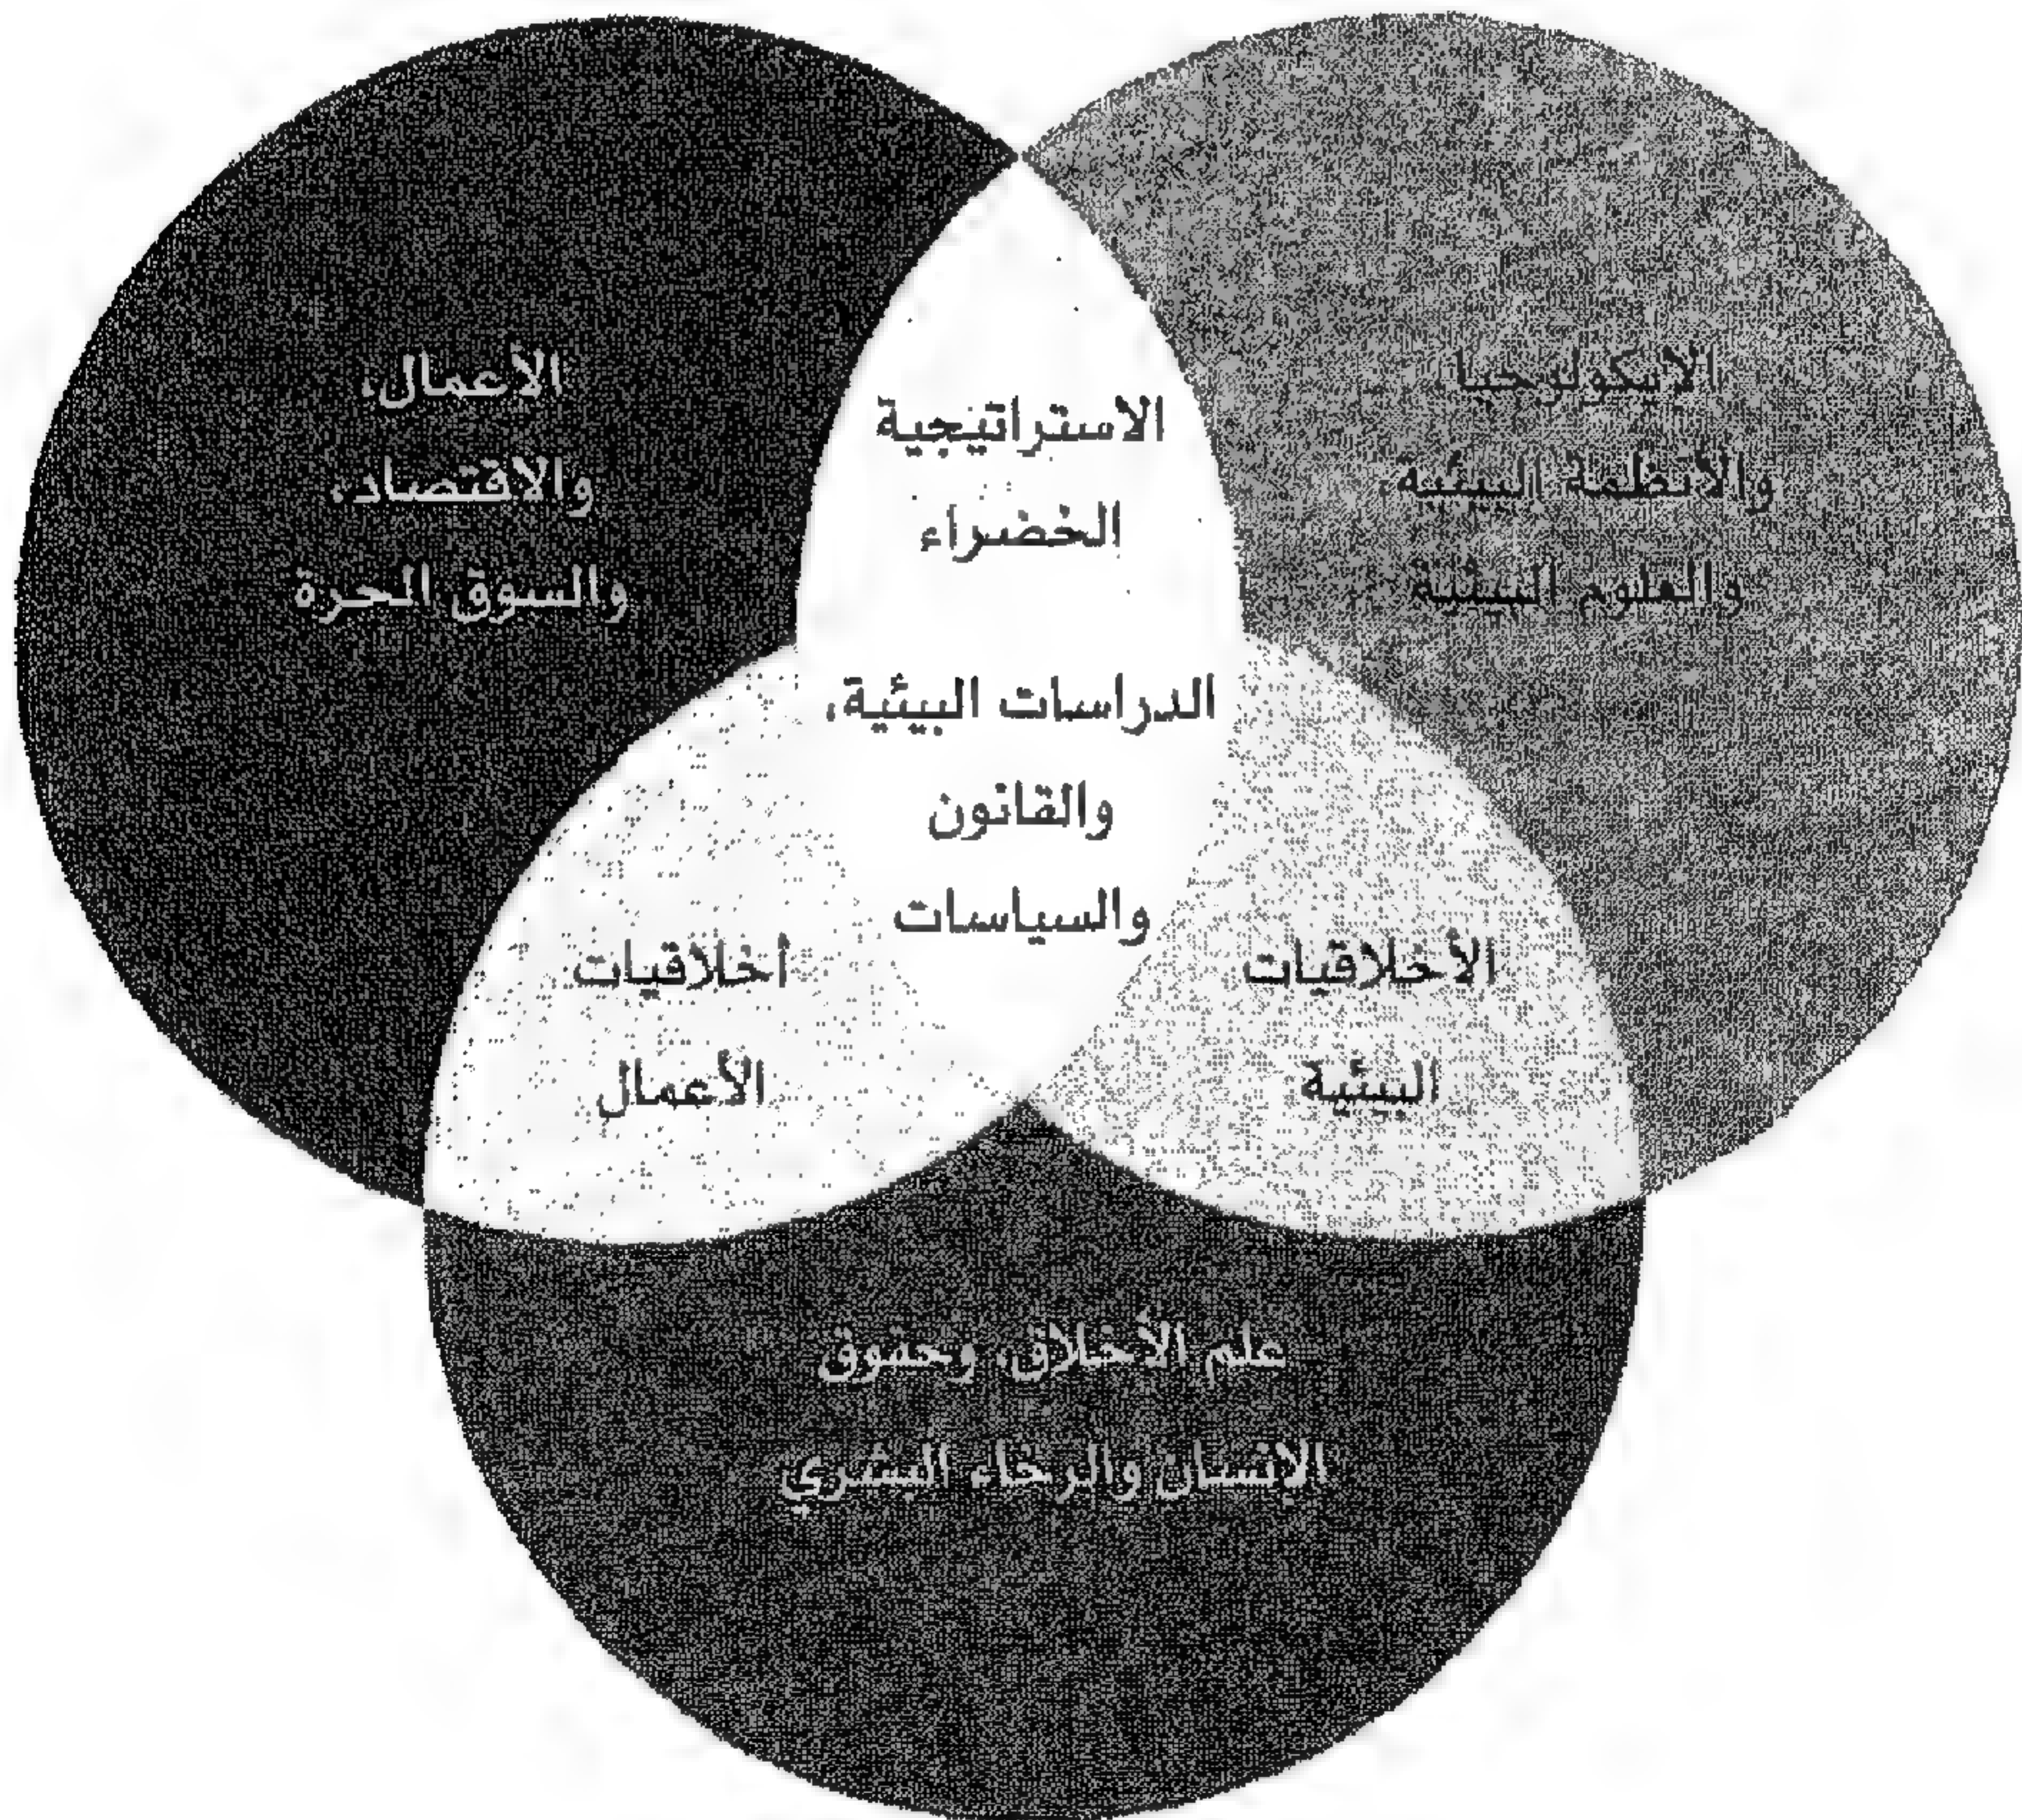 الأعمال،
والاقتصاد،
والسوق الحرة
الاستراتيجية
الخضراء
الإيكولوجيا
والأنظمة البيئية،
والعلوم البيئية
الدراسات البيئية،
والقانون
والسياسات
أخلاقيات
الأعمال
الأخلاقيات
البيئية
علم الأخلاق، وحقوق
الإنسان والرخاء البشري